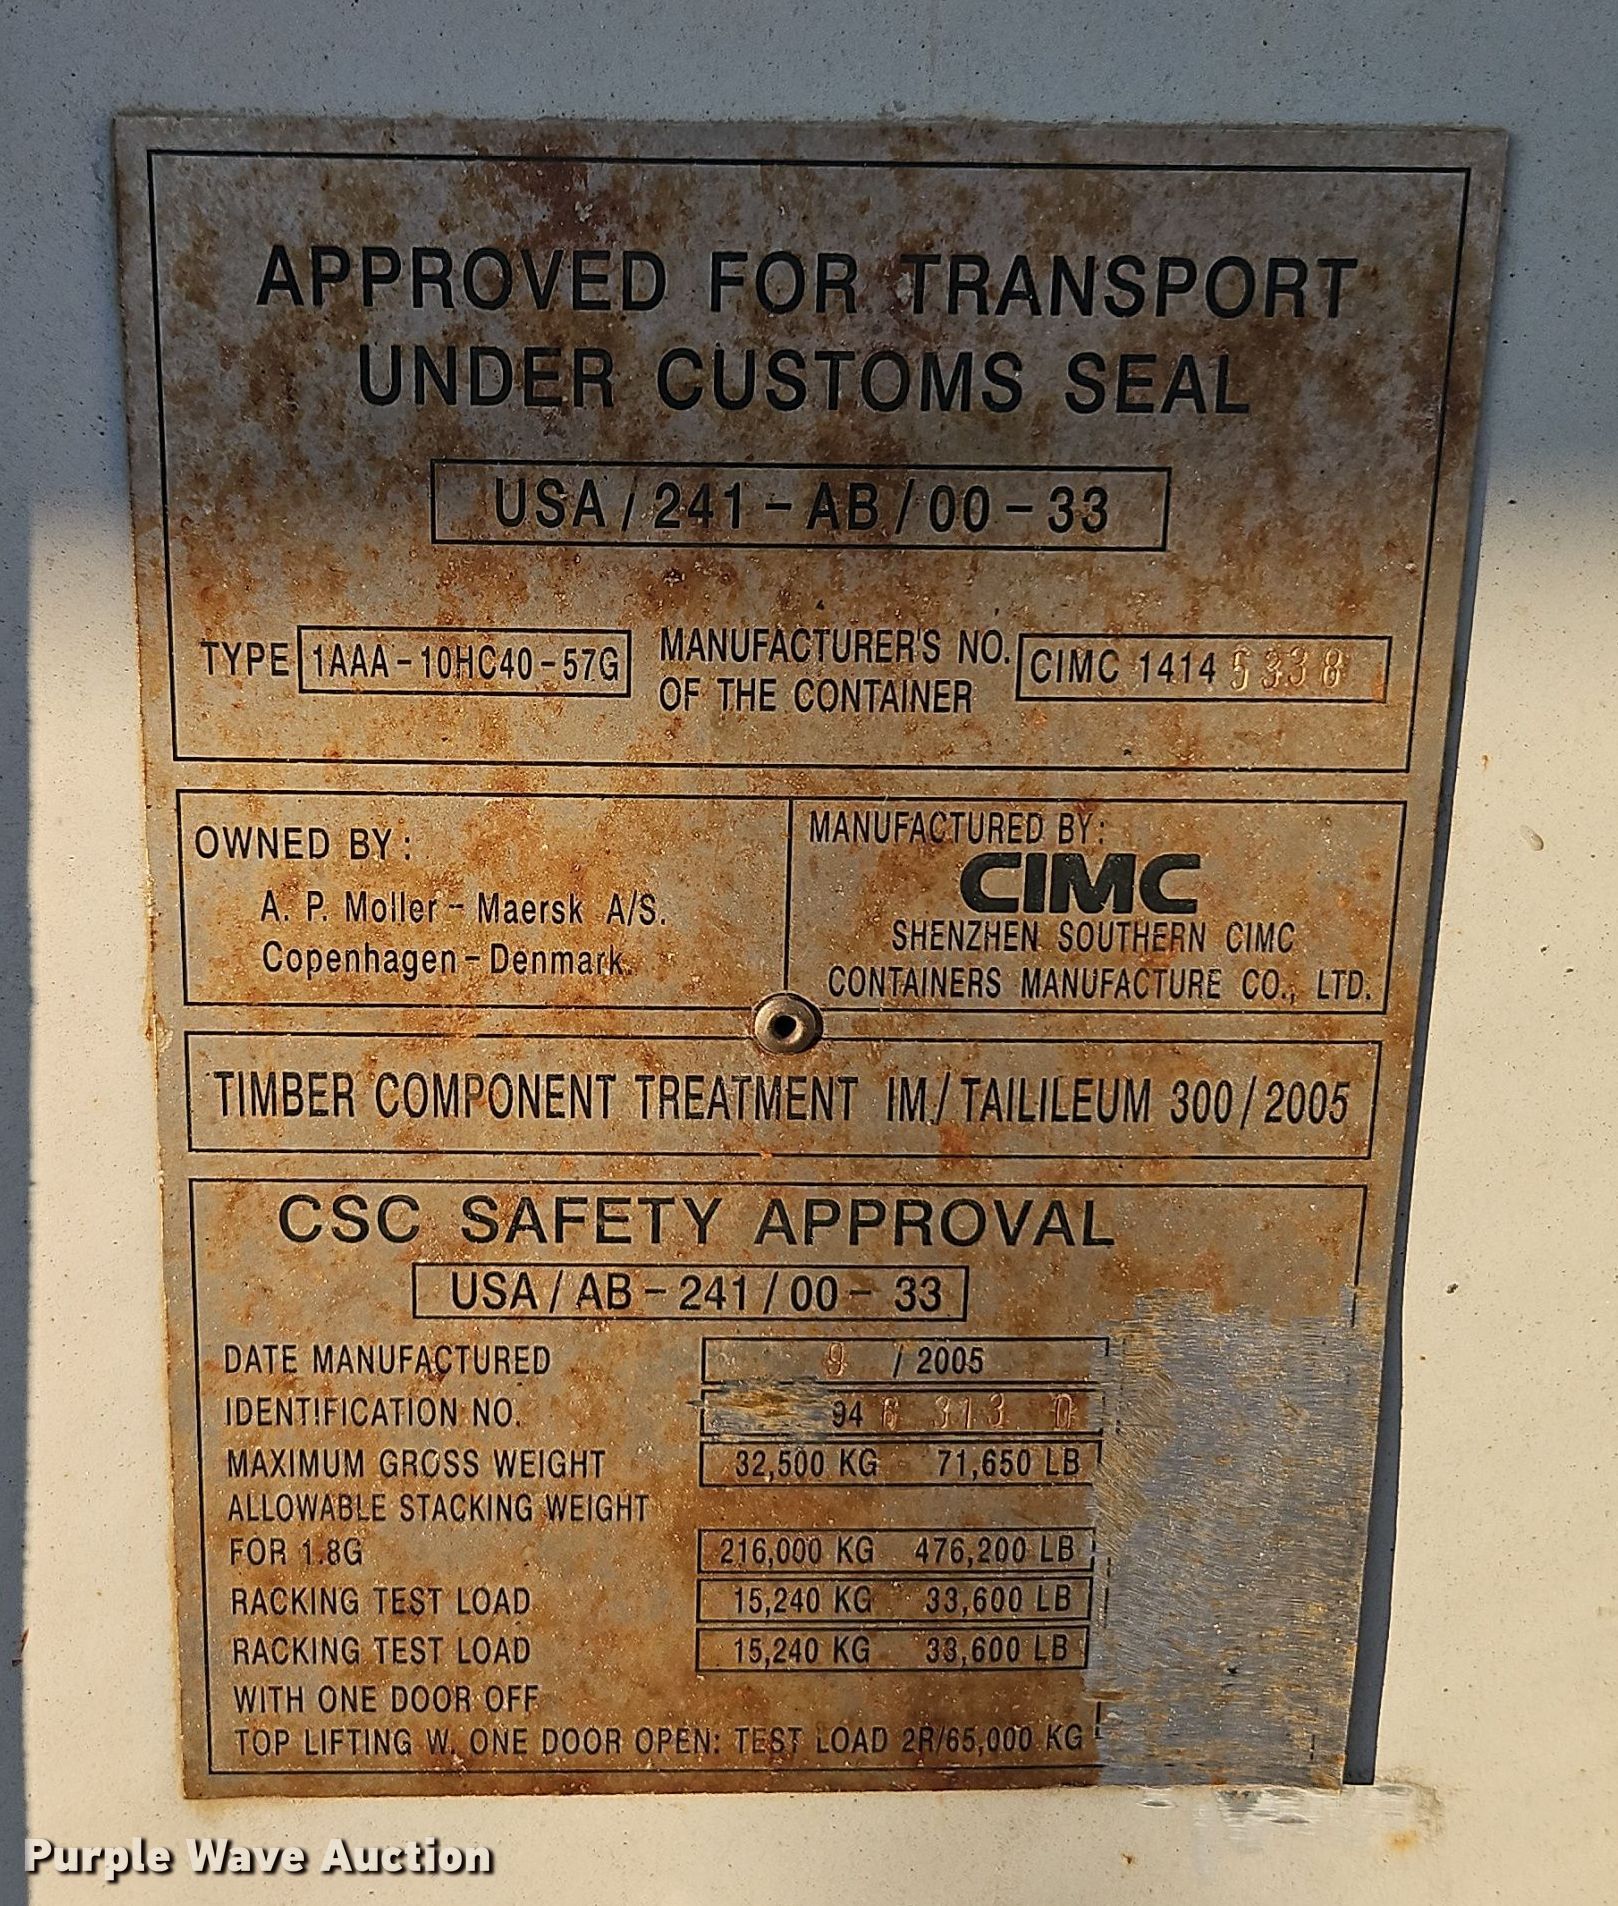 APPROVED FOR TRANSPORT
UNDER CUSTOMS SEAL
USA / 241 - AB / 00 - 33
TYPE 1AAA - 10HC40 - 57G MANUFACTURER'S NO. OF THE CONTAINER CIMC 1414 5338
OWNED BY :
A. P. Moller - Maersk A/S.
Copenhagen - Denmark.
MANUFACTURED BY:
CIMC
SHENZHEN SOUTHERN CIMC
CONTAINERS MANUFACTURE CO., LTD.
TIMBER COMPONENT TREATMENT IM / TAILILEUM 300 / 2005
CSC SAFETY APPROVAL
USA / AB - 241 / 00 - 33
DATE MANUFACTURED 9 / 2005
IDENTIFICATION NO. 94 6 313 0
MAXIMUM GROSS WEIGHT 32,500 KG 71,650 LB
ALLOWABLE STACKING WEIGHT
FOR 1.8G 216,000 KG 476,200 LB
RACKING TEST LOAD 15,240 KG 33,600 LB
RACKING TEST LOAD 15,240 KG 33,600 LB
WITH ONE DOOR OFF
TOP LIFTING W. ONE DOOR OPEN: TEST LOAD 2R/65,000 KG
Purple Wave Auction